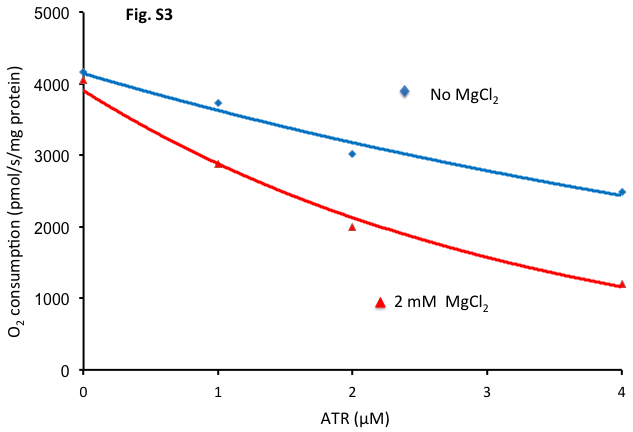 Fig. S3
5000
4000
3000
2000
1000
0
O₂ consumption (pmol/s/mg protein)
No MgCl₂
2 mM MgCl₂
0 1 2 3 4
ATR (µM)